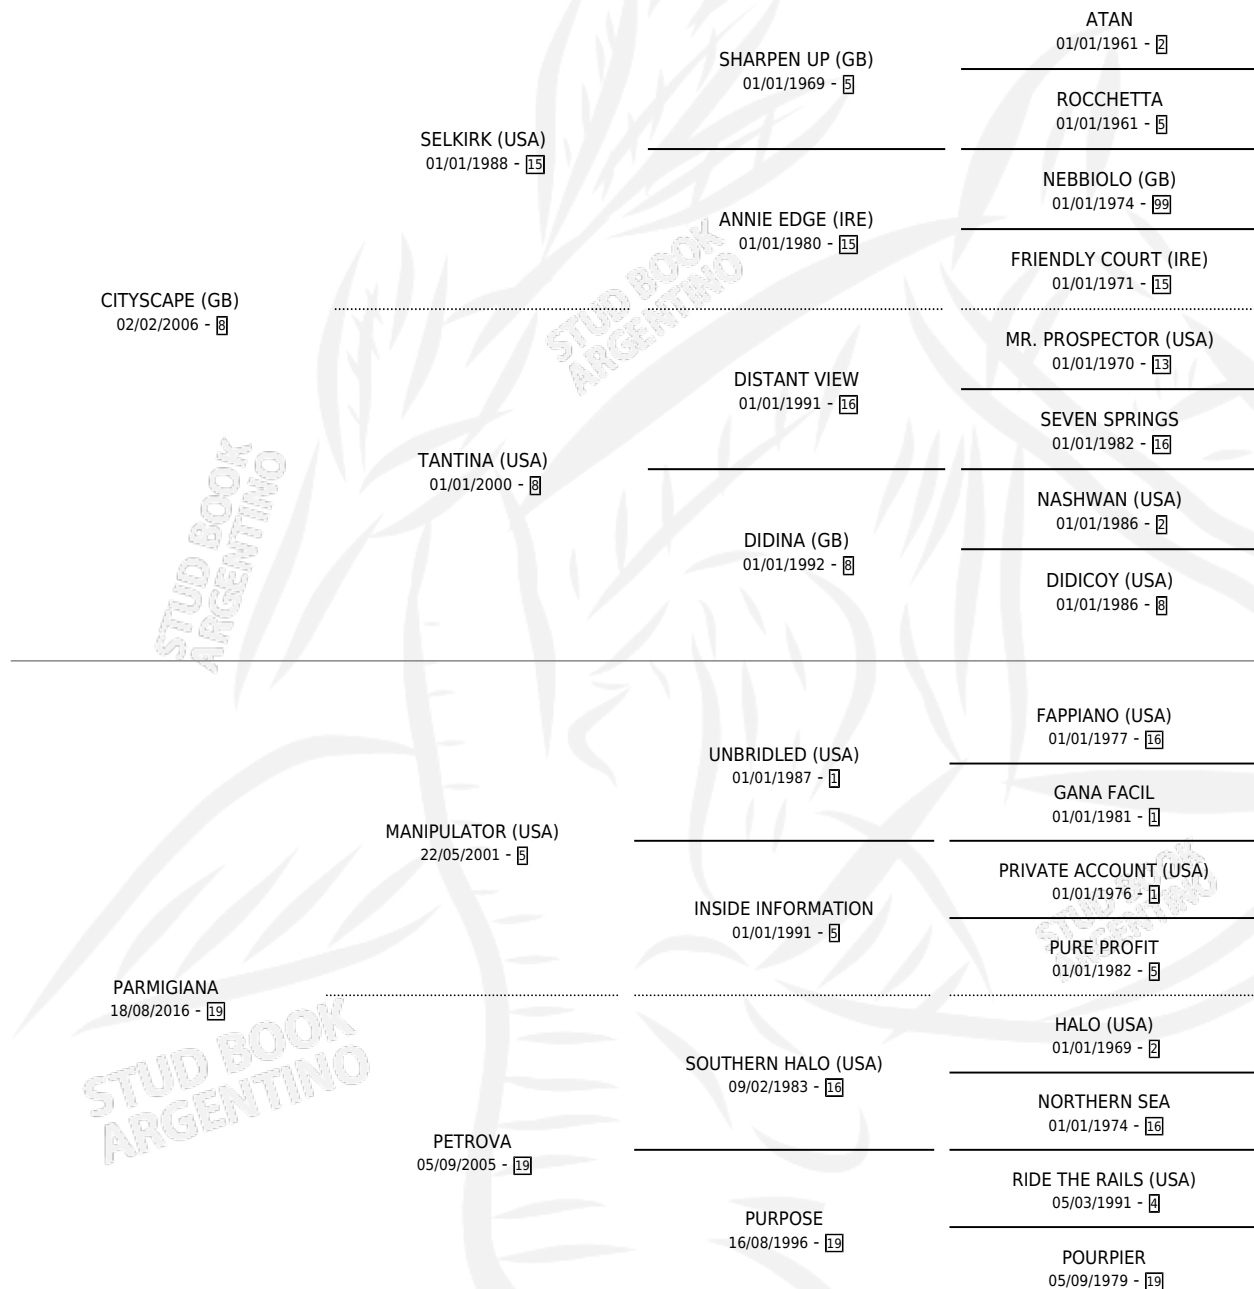 ATAN
01/01/1961 - 2
SHARPEN UP (GB)
01/01/1969 - 5
ROCCHETTA
01/01/1961 - 5
SELKIRK (USA)
01/01/1988 - 15
NEBBIOLO (GB)
01/01/1974 - 99
ANNIE EDGE (IRE)
01/01/1980 - 15
FRIENDLY COURT (IRE)
01/01/1971 - 15
CITYSCAPE (GB)
02/02/2006 - 8
STUD BOOK
ARGENTINO
MR. PROSPECTOR (USA)
01/01/1970 - 13
DISTANT VIEW
01/01/1991 - 16
SEVEN SPRINGS
01/01/1982 - 16
TANTINA (USA)
01/01/2000 - 8
NASHWAN (USA)
01/01/1986 - 2
DIDINA (GB)
01/01/1992 - 8
DIDICOY (USA)
01/01/1986 - 8
STUD BOOK
ARGENTINO
FAPPIANO (USA)
01/01/1977 - 16
UNBRIDLED (USA)
01/01/1987 - 1
GANA FACIL
01/01/1981 - 1
MANIPULATOR (USA)
22/05/2001 - 5
PRIVATE ACCOUNT (USA)
01/01/1976 - 1
INSIDE INFORMATION
01/01/1991 - 5
STUD BOOK
ARGENTINO
PURE PROFIT
01/01/1982 - 5
PARMIGIANA
18/08/2016 - 19
HALO (USA)
01/01/1969 - 2
SOUTHERN HALO (USA)
09/02/1983 - 16
STUD BOOK
ARGENTINO
NORTHERN SEA
01/01/1974 - 16
PETROVA
05/09/2005 - 19
RIDE THE RAILS (USA)
05/03/1991 - 4
PURPOSE
16/08/1996 - 19
POURPIER
05/09/1979 - 19